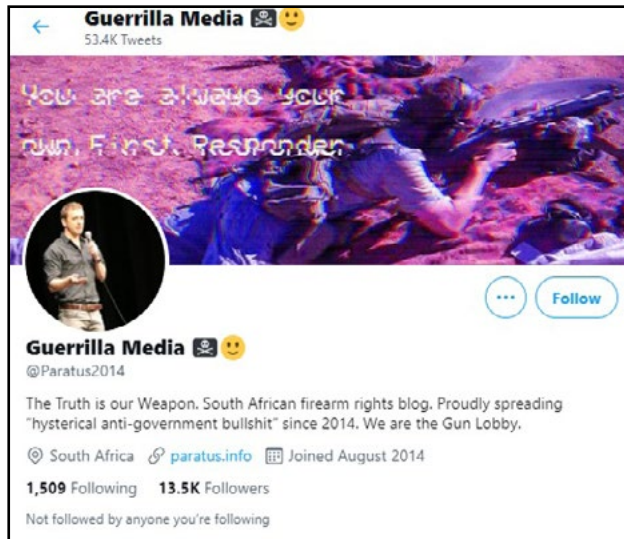 Guerrilla Media ☠️🙂
53.4K Tweets
You are always your
own. First. Responder
Guerrilla Media ☠️🙂
@Paratus2014
The Truth is our Weapon. South African firearm rights blog. Proudly spreading
"hysterical anti-government bullshit" since 2014. We are the Gun Lobby.
South Africa paratus.info Joined August 2014
1,509 Following 13.5K Followers
Not followed by anyone you're following
Follow